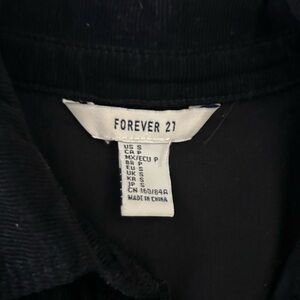 FOREVER 21
US S
CA P
MX/ECU P
BR P
EU S
UK S
KR S
JP S
CN 160/84A
MADE IN CHINA